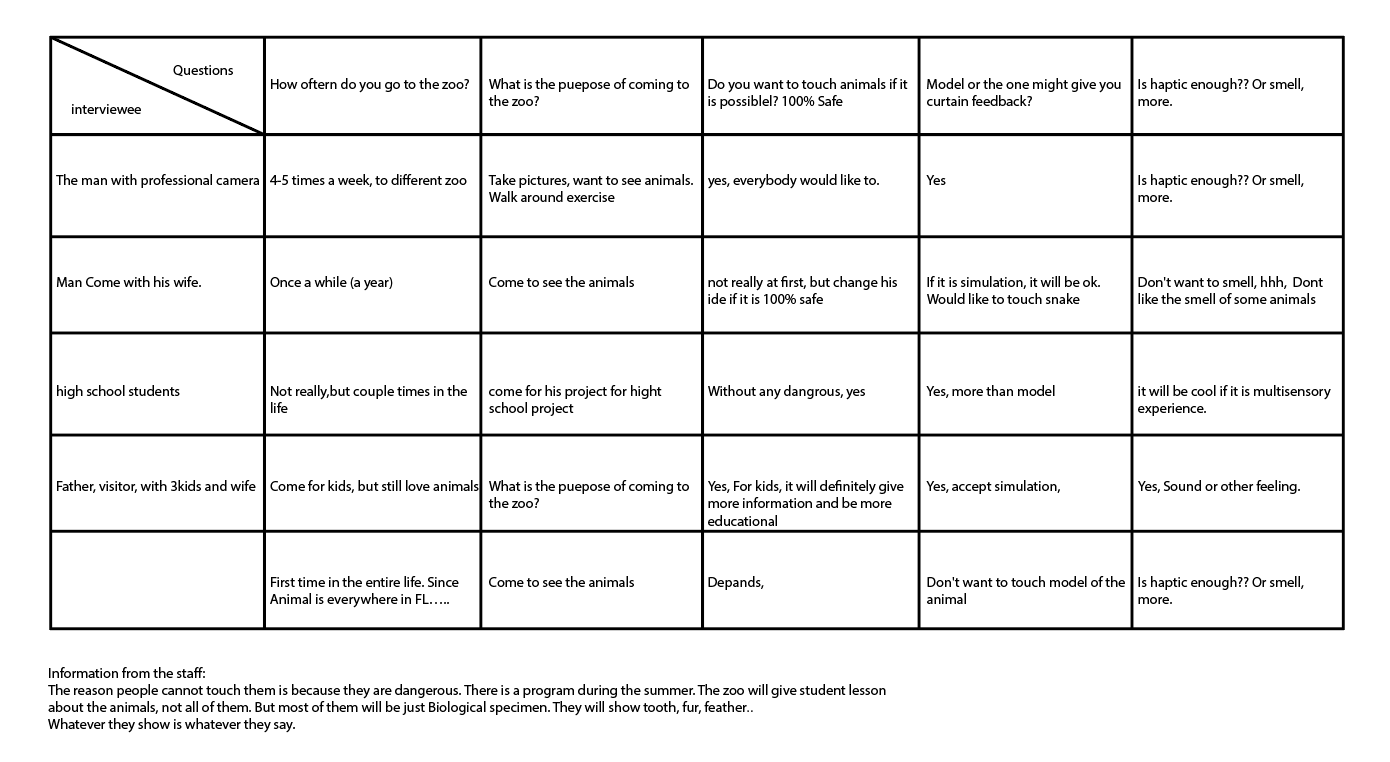 Questions
interviewee
How oftern do you go to the zoo?
What is the puepose of coming to
the zoo?
Do you want to touch animals if it
is possiblel? 100% Safe
Model or the one might give you
curtain feedback?
Is haptic enough?? Or smell,
more.
The man with professional camera
4-5 times a week, to different zoo
Take pictures, want to see animals.
Walk around exercise
yes, everybody would like to.
Yes
Is haptic enough?? Or smell,
more.
Man Come with his wife.
Once a while (a year)
Come to see the animals
not really at first, but change his
ide if it is 100% safe
If it is simulation, it will be ok.
Would like to touch snake
Don't want to smell, hhh, Dont
like the smell of some animals
high school students
Not really,but couple times in the
life
come for his project for hight
school project
Without any dangrous, yes
Yes, more than model
it will be cool if it is multisensory
experience.
Father, visitor, with 3kids and wife
Come for kids, but still love animals
What is the puepose of coming to
the zoo?
Yes, For kids, it will definitely give
more information and be more
educational
Yes, accept simulation,
Yes, Sound or other feeling.
First time in the entire life. Since
Animal is everywhere in FL.....
Come to see the animals
Depands,
Don't want to touch model of the
animal
Is haptic enough?? Or smell,
more.
Information from the staff:
The reason people cannot touch them is because they are dangerous. There is a program during the summer. The zoo will give student lesson
about the animals, not all of them. But most of them will be just Biological specimen. They will show tooth, fur, feather..
Whatever they show is whatever they say.